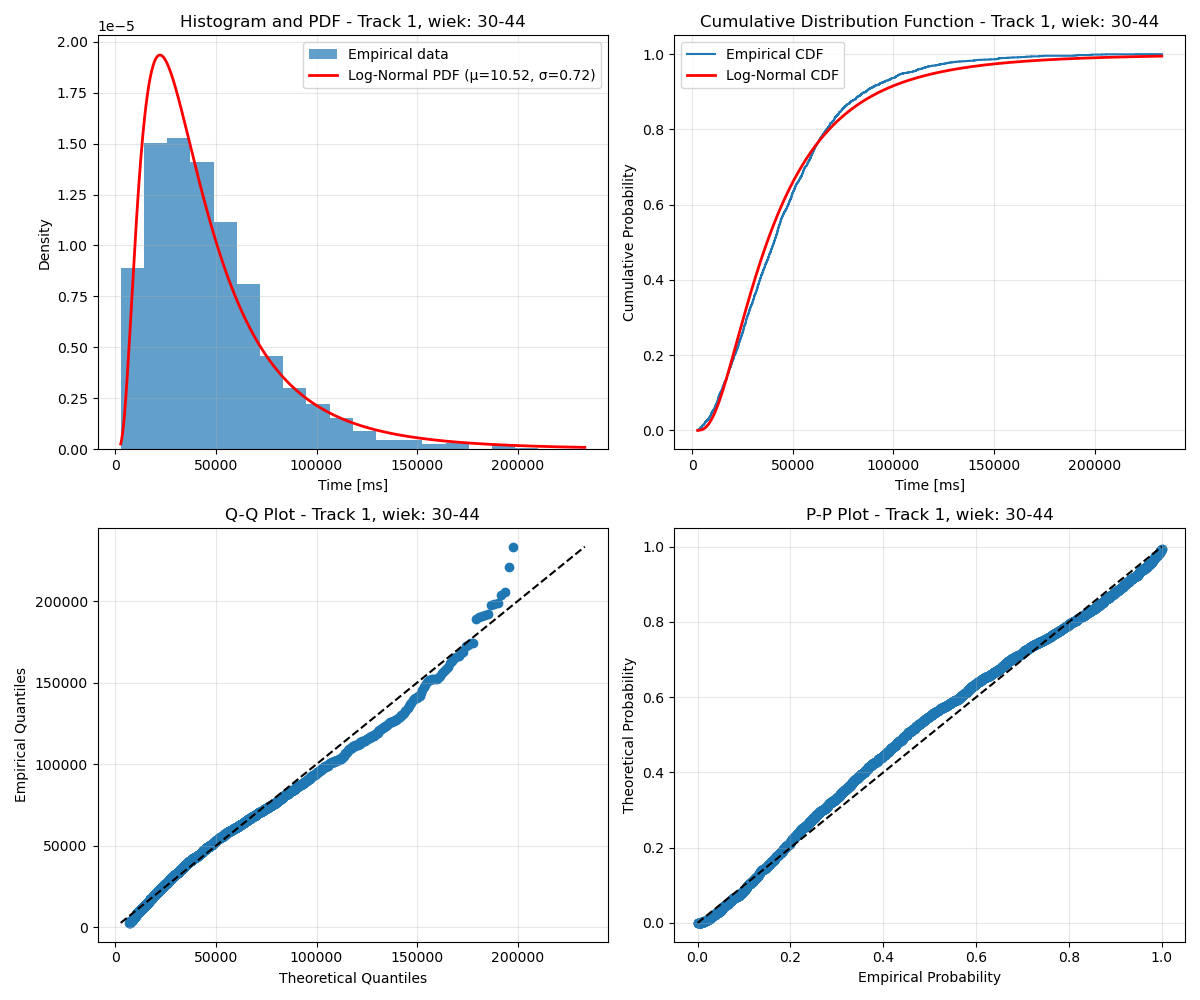 Histogram and PDF - Track 1, wiek: 30-44
1e−5
2.00
1.75
1.50
1.25
1.00
0.75
0.50
0.25
0.00
Density
Empirical data
Log-Normal PDF (μ=10.52, σ=0.72)
0 50000 100000 150000 200000
Time [ms]
Cumulative Distribution Function - Track 1, wiek: 30-44
1.0
0.8
0.6
0.4
0.2
0.0
Cumulative Probability
Empirical CDF
Log-Normal CDF
0 50000 100000 150000 200000
Time [ms]
Q-Q Plot - Track 1, wiek: 30-44
200000
150000
100000
50000
0
Empirical Quantiles
0 50000 100000 150000 200000
Theoretical Quantiles
P-P Plot - Track 1, wiek: 30-44
1.0
0.8
0.6
0.4
0.2
0.0
Theoretical Probability
0.0 0.2 0.4 0.6 0.8 1.0
Empirical Probability